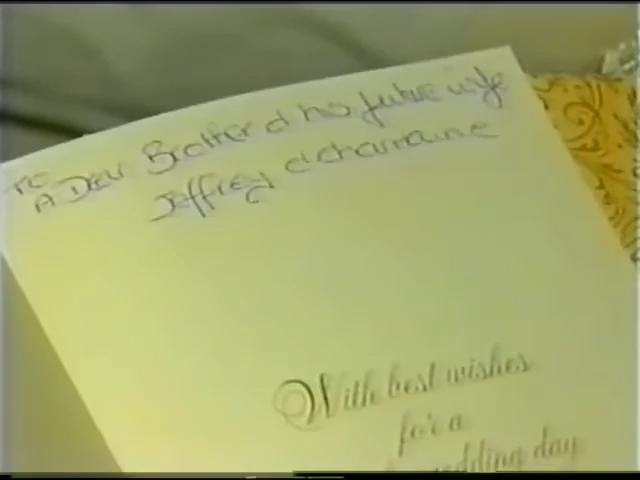 To
A Dear Brother & his future wife
Jeffrey & Charmaine
With best wishes
for a
wedding day